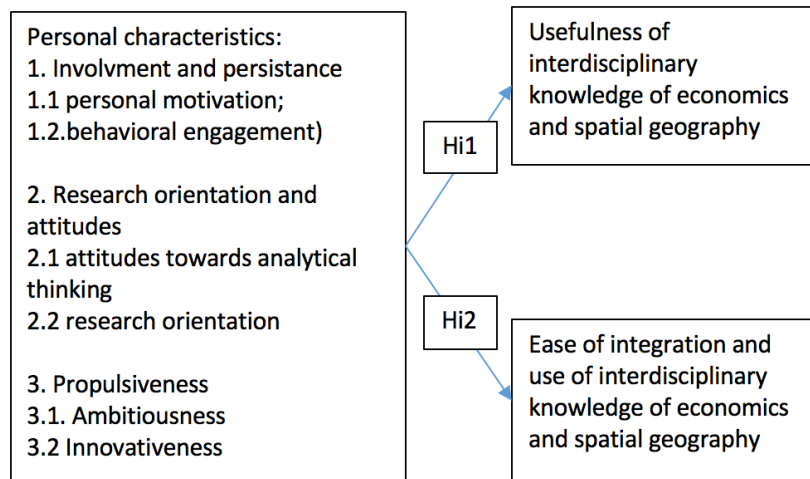 Personal characteristics:
1. Involvment and persistance
1.1 personal motivation;
1.2.behavioral engagement)
2. Research orientation and
attitudes
2.1 attitudes towards analytical
thinking
2.2 research orientation
3. Propulsiveness
3.1. Ambitiousness
3.2 Innovativeness
Hi1
Hi2
Usefulness of
interdisciplinary
knowledge of economics
and spatial geography
Ease of integration and
use of interdisciplinary
knowledge of economics
and spatial geography